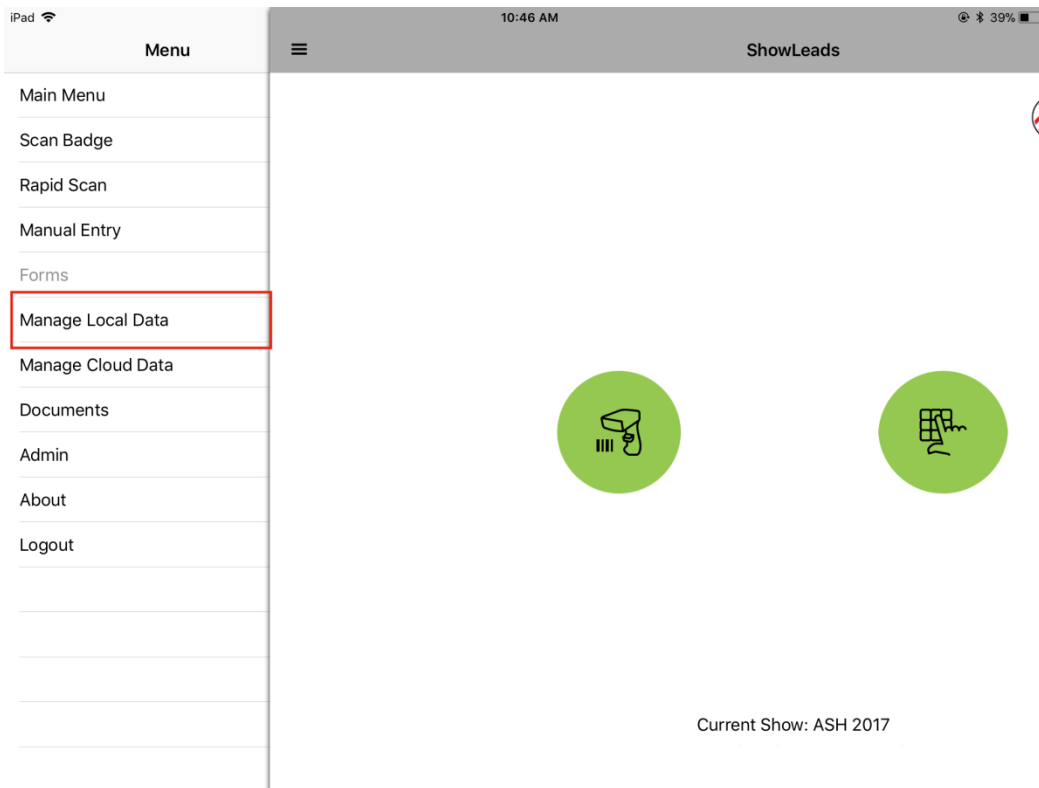 iPad 10:46 AM 39%
Menu
ShowLeads
Main Menu
Scan Badge
Rapid Scan
Manual Entry
Forms
Manage Local Data
Manage Cloud Data
Documents
Admin
About
Logout
Current Show: ASH 2017